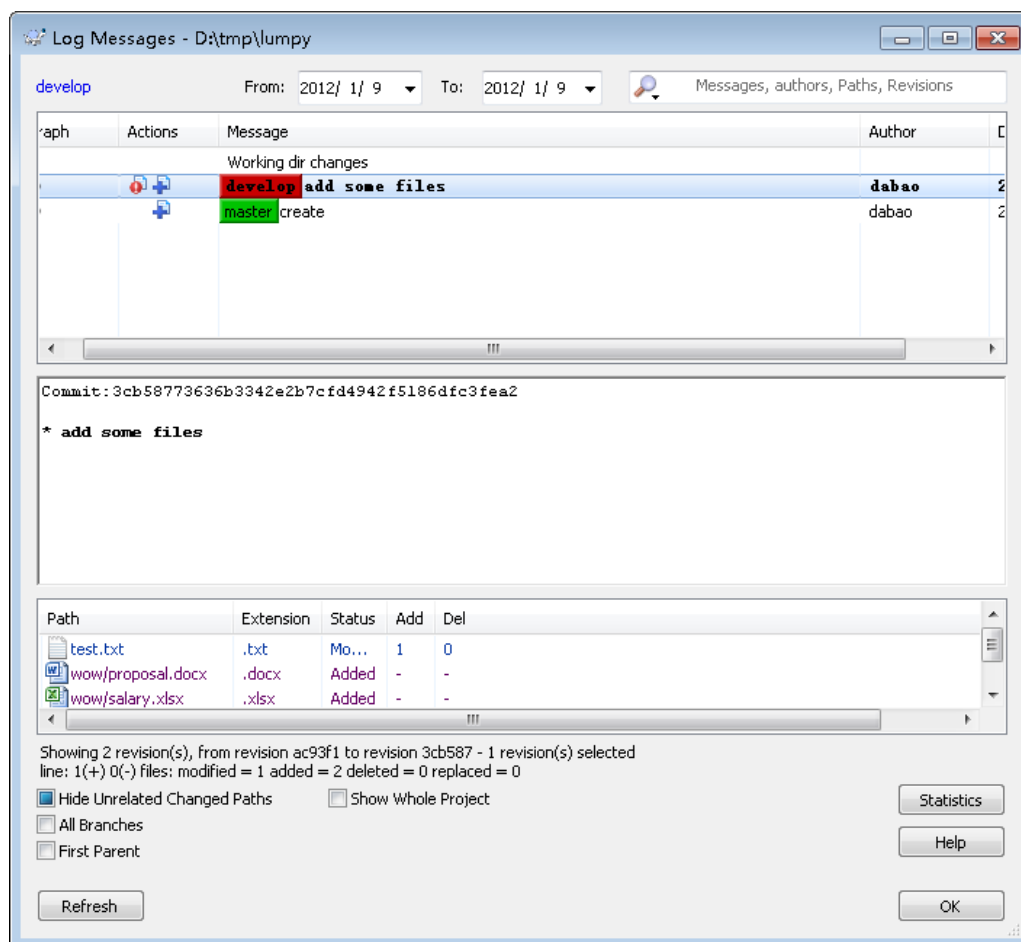 Log Messages - D:\tmp\lumpy
develop From: 2012/ 1/ 9 To: 2012/ 1/ 9 Messages, authors, Paths, Revisions
raph Actions Message Author D
Working dir changes
develop add some files dabao 2
master create dabao 2
Commit:3cb58773636b3342e2b7cfd4942f5186dfc3fea2
* add some files
Path Extension Status Add Del
test.txt .txt Mo... 1 0
wow/proposal.docx .docx Added - -
wow/salary.xlsx .xlsx Added - -
Showing 2 revision(s), from revision ac93f1 to revision 3cb587 - 1 revision(s) selected
line: 1(+) 0(-) files: modified = 1 added = 2 deleted = 0 replaced = 0
Hide Unrelated Changed Paths Show Whole Project Statistics
All Branches
Help
First Parent
Refresh OK